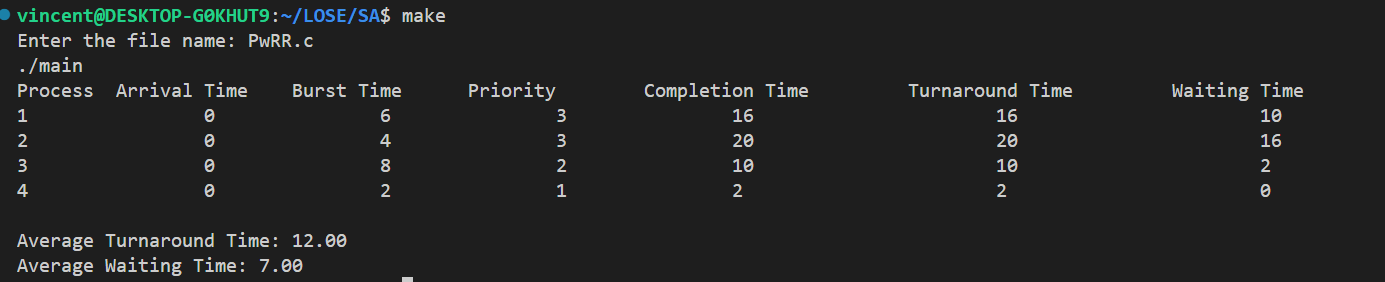 vincent@DESKTOP-G0KHUT9:~/LOSE/SA$ make
Enter the file name: PwRR.c
./main
Process  Arrival Time    Burst Time      Priority        Completion Time         Turnaround Time         Waiting Time
1                0               6               3               16                      16                      10
2                0               4               3               20                      20                      16
3                0               8               2               10                      10                      2
4                0               2               1               2                       2                       0
Average Turnaround Time: 12.00
Average Waiting Time: 7.00